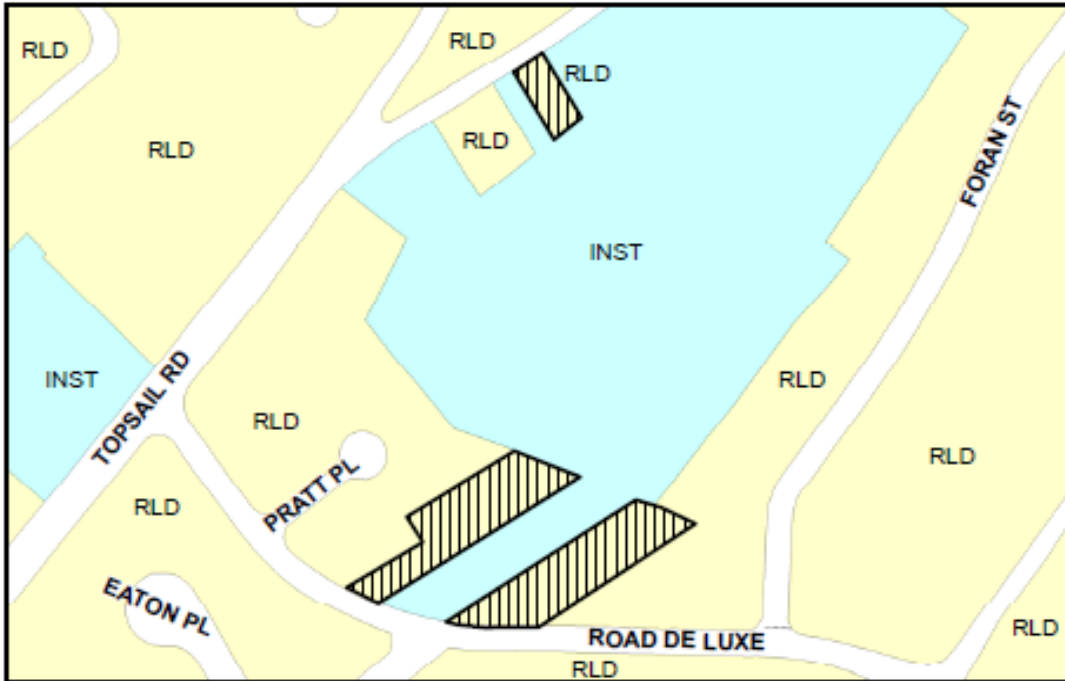 RLD
RLD
RLD
RLD
RLD
FORAN ST
INST
INST
RLD
TOPSAIL RD
RLD
RLD
PRATT PL
RLD
EATON PL
ROAD DE LUXE
RLD
RLD